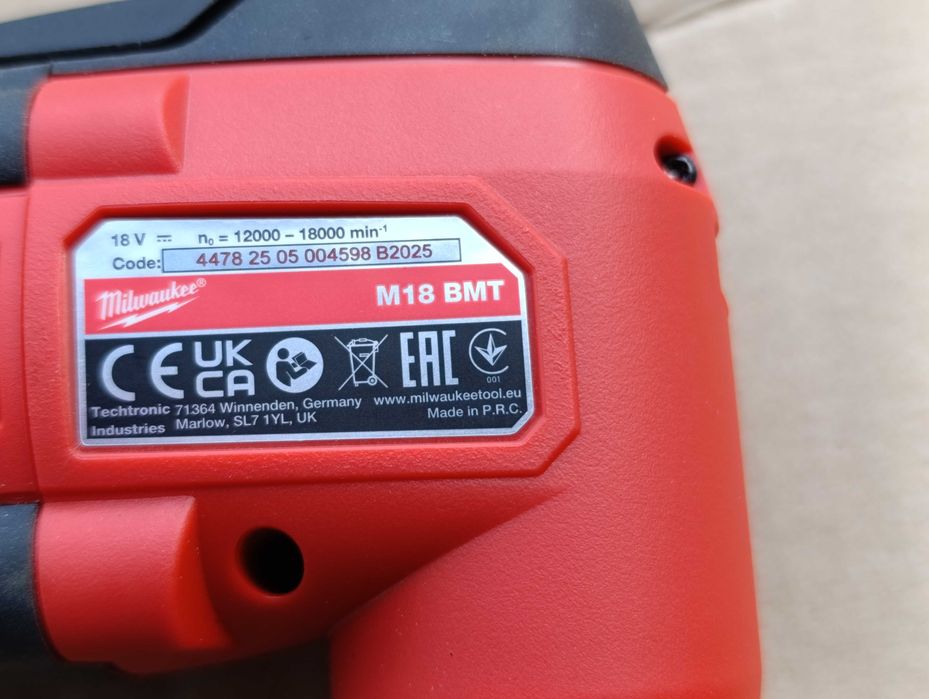 18 V ⎓ n₀ = 12000 – 18000 min⁻¹
Code: 4478 25 05 004598 B2025
Milwaukee®
M18 BMT
CE UK CA EAC 001
Techtronic 71364 Winnenden, Germany www.milwaukeetool.eu
Industries Marlow, SL7 1YL, UK Made in P.R.C.